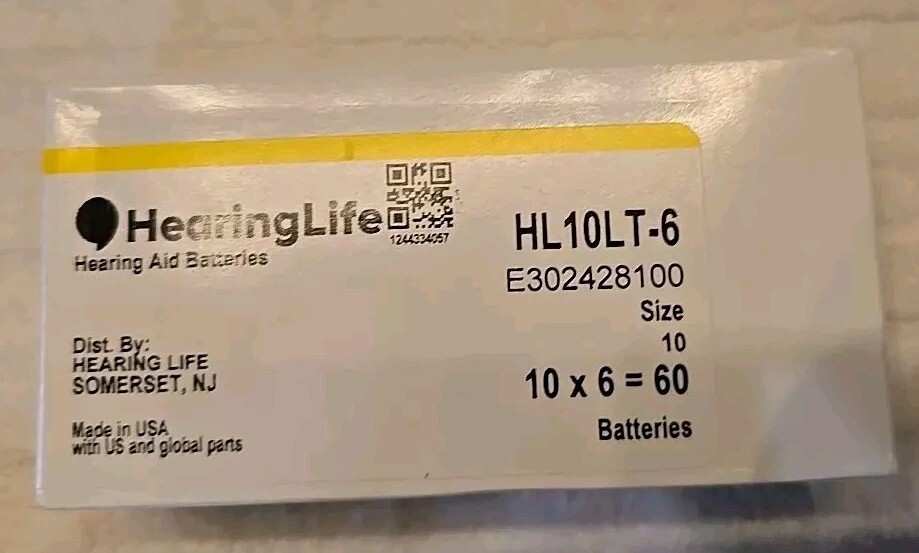 HearingLife
1244334057
Hearing Aid Batteries
HL10LT-6
E302428100
Size
10
10 x 6 = 60
Batteries
Dist. By:
HEARING LIFE
SOMERSET, NJ
Made in USA
with US and global parts